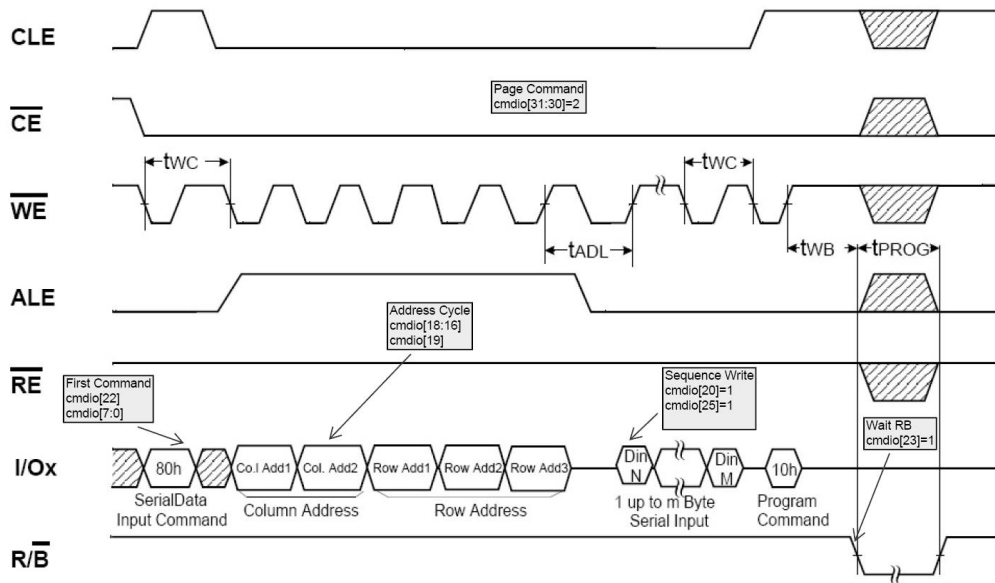 CLE
Page Command
cmdio[31:30]=2
CE
tWC
tWC
WE
tADL
tWB
tPROG
ALE
Address Cycle
cmdio[18:16]
cmdio[19]
RE
First Command
cmdio[22]
cmdio[7:0]
Sequence Write
cmdio[20]=1
cmdio[25]=1
Wait RB
cmdio[23]=1
I/Ox
80h
Co.l Add1
Col. Add2
Row Add1
Row Add2
Row Add3
Din
N
Din
M
10h
SerialData
Input Command
Column Address
Row Address
1 up to m Byte
Serial Input
Program
Command
R/B